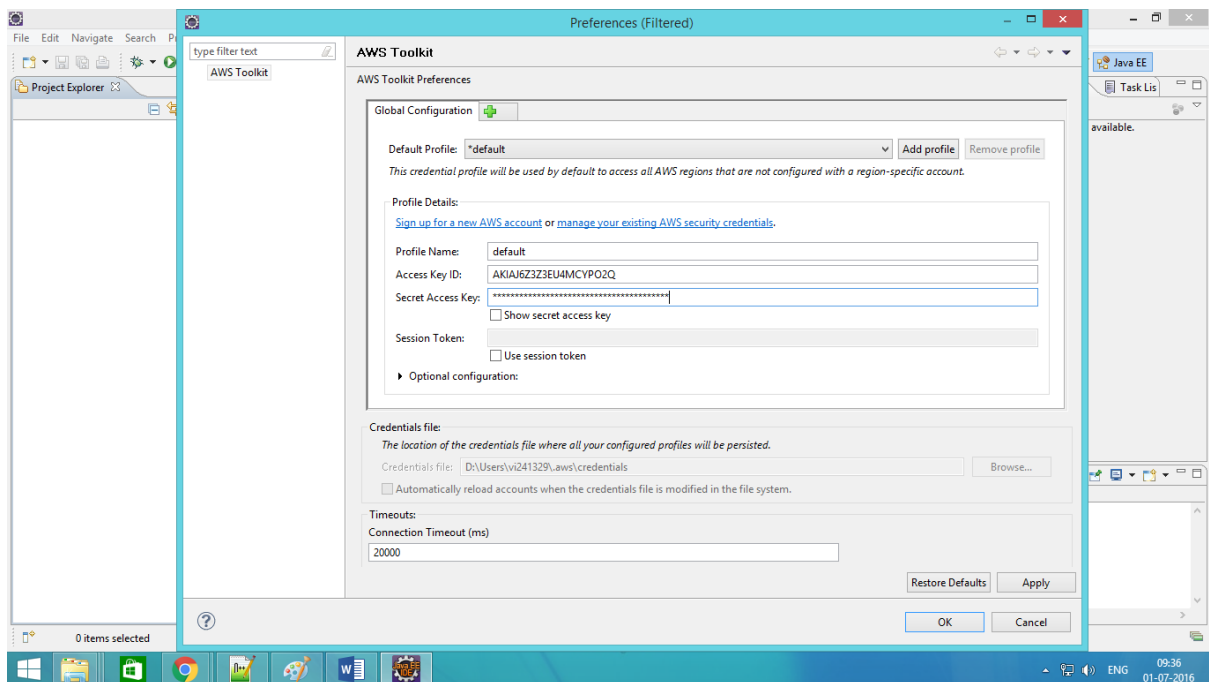 Preferences (Filtered)
File Edit Navigate Search
type filter text
AWS Toolkit
AWS Toolkit
Java EE
Project Explorer
AWS Toolkit Preferences
Task Lis
Global Configuration
available.
Default Profile: *default Add profile Remove profile
This credential profile will be used by default to access all AWS regions that are not configured with a region-specific account.
Profile Details:
Sign up for a new AWS account or manage your existing AWS security credentials.
Profile Name: default
Access Key ID: AKIAJ6Z3Z3EU4MCYPO2Q
Secret Access Key: ****************************************
Show secret access key
Session Token:
Use session token
Optional configuration:
Credentials file:
The location of the credentials file where all your configured profiles will be persisted.
Credentials file: D:\Users\vi241329\.aws\credentials Browse...
Automatically reload accounts when the credentials file is modified in the file system.
Timeouts:
Connection Timeout (ms)
20000
Restore Defaults Apply
OK Cancel
0 items selected
ENG 09:36
01-07-2016